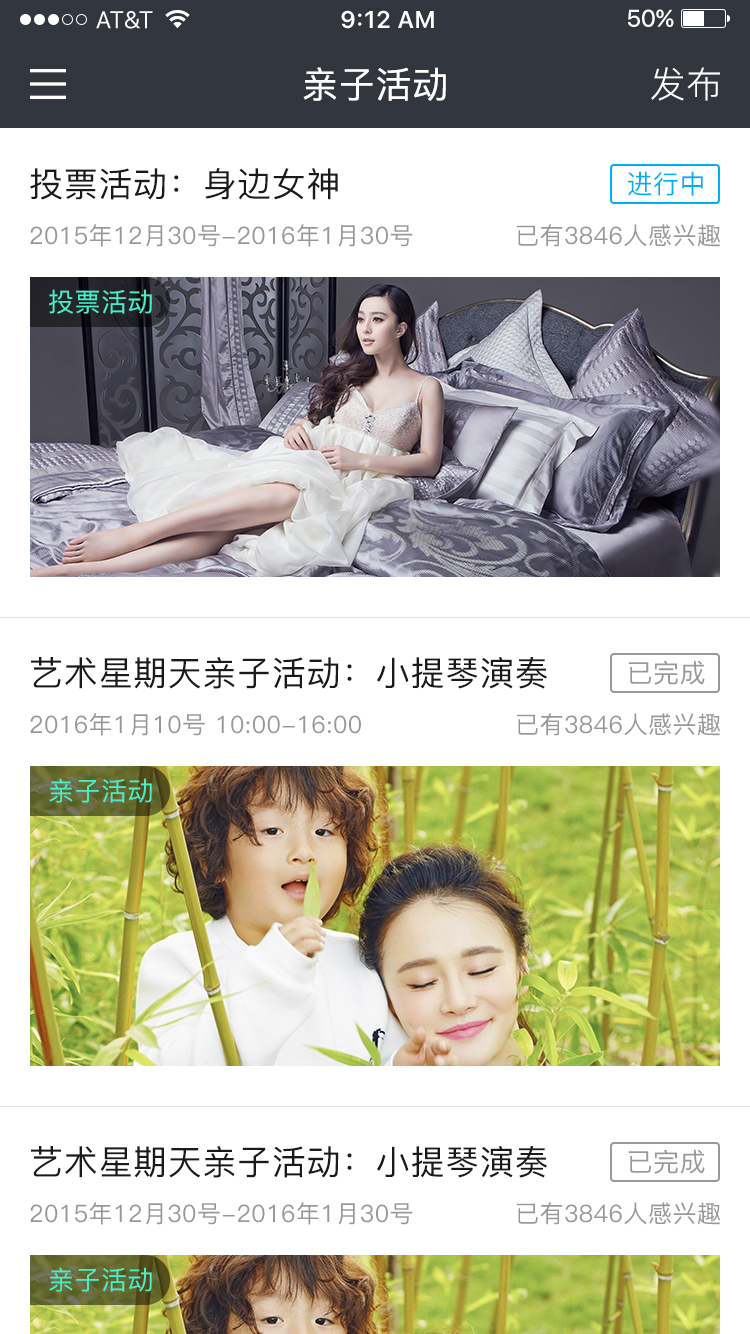 AT&T 9:12 AM 50%
亲子活动 发布
投票活动：身边女神 进行中
2015年12月30号–2016年1月30号 已有3846人感兴趣
投票活动
艺术星期天亲子活动：小提琴演奏 已完成
2016年1月10号 10:00–16:00 已有3846人感兴趣
亲子活动
艺术星期天亲子活动：小提琴演奏 已完成
2015年12月30号–2016年1月30号 已有3846人感兴趣
亲子活动